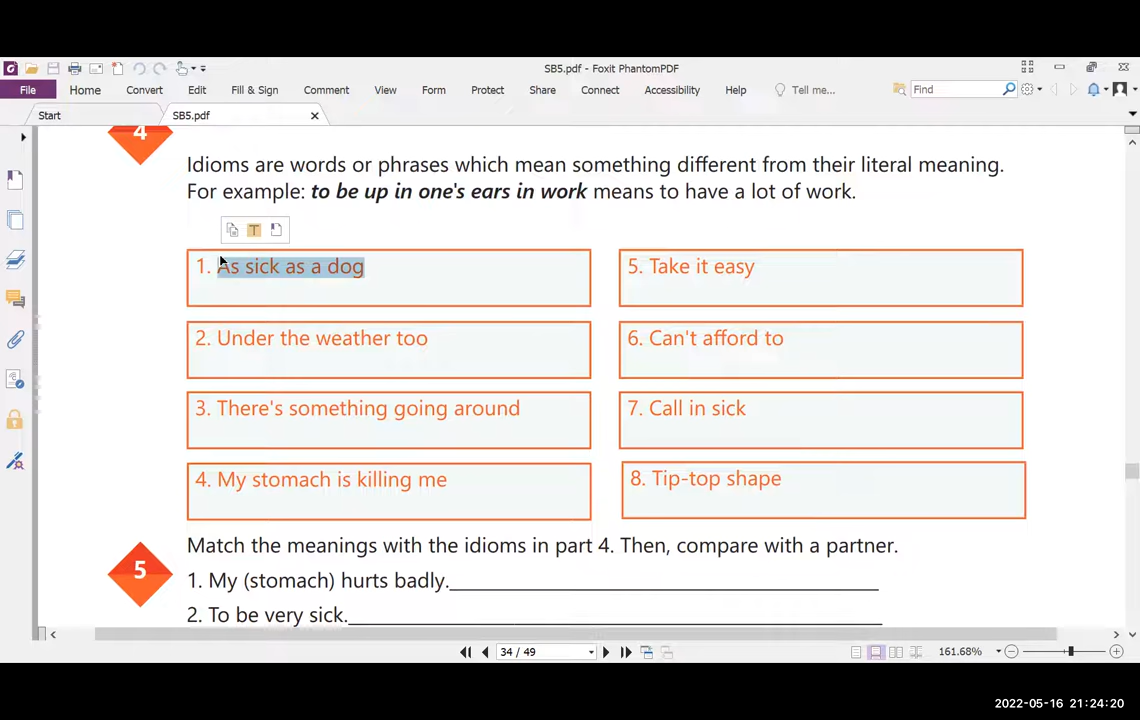 SB5.pdf - Foxit PhantomPDF
File Home Convert Edit Fill & Sign Comment View Form Protect Share Connect Accessibility Help Tell me... Find
Start SB5.pdf
4
Idioms are words or phrases which mean something different from their literal meaning.
For example: to be up in one's ears in work means to have a lot of work.
1. As sick as a dog
2. Under the weather too
3. There's something going around
4. My stomach is killing me
5. Take it easy
6. Can't afford to
7. Call in sick
8. Tip-top shape
5
Match the meanings with the idioms in part 4. Then, compare with a partner.
1. My (stomach) hurts badly.
2. To be very sick.
34 / 49
161.68%
2022-05-16 21:24:20